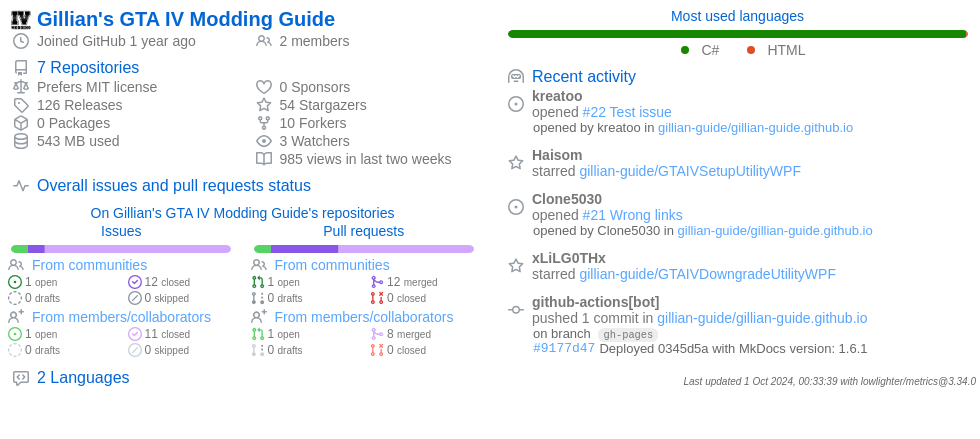 Gillian's GTA IV Modding Guide
Joined GitHub 1 year ago
2 members
7 Repositories
Prefers MIT license
126 Releases
0 Packages
543 MB used
0 Sponsors
54 Stargazers
10 Forkers
3 Watchers
985 views in last two weeks
Overall issues and pull requests status
On Gillian's GTA IV Modding Guide's repositories
Issues
From communities
1 open
12 closed
0 drafts
0 skipped
From members/collaborators
1 open
11 closed
0 drafts
0 skipped
Pull requests
From communities
1 open
12 merged
0 drafts
0 closed
From members/collaborators
1 open
8 merged
0 drafts
0 closed
2 Languages
Most used languages
C#
HTML
Recent activity
kreatoo
opened #22 Test issue
opened by kreatoo in gillian-guide/gillian-guide.github.io
Haisom
starred gillian-guide/GTAIVSetupUtilityWPF
Clone5030
opened #21 Wrong links
opened by Clone5030 in gillian-guide/gillian-guide.github.io
xLiLG0THx
starred gillian-guide/GTAIVDowngradeUtilityWPF
github-actions[bot]
pushed 1 commit in gillian-guide/gillian-guide.github.io
on branch gh-pages
#9177d47 Deployed 0345d5a with MkDocs version: 1.6.1
Last updated 1 Oct 2024, 00:33:39 with lowlighter/metrics@3.34.0